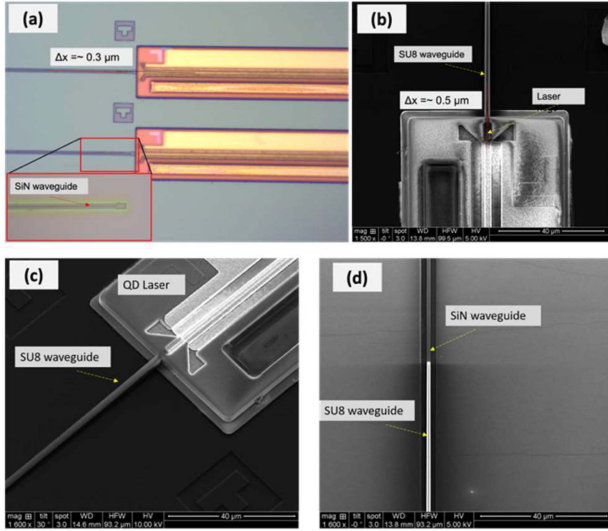 (a)
Δx =~ 0.3 µm
SiN waveguide
(b)
SU8 waveguide
Δx =~ 0.5 µm
Laser
mag tilt spot WD HFW HV
1 500 x -0 ° 3.0 13.8 mm 99.5 µm 5.00 kV
40 µm
(c)
QD Laser
SU8 waveguide
mag tilt spot WD HFW HV
1 600 x 30 ° 3.0 14.6 mm 93.2 µm 10.00 kV
40 µm
(d)
SiN waveguide
SU8 waveguide
mag tilt spot WD HFW HV
1 600 x -0 ° 3.0 13.8 mm 93.2 µm 5.00 kV
40 µm